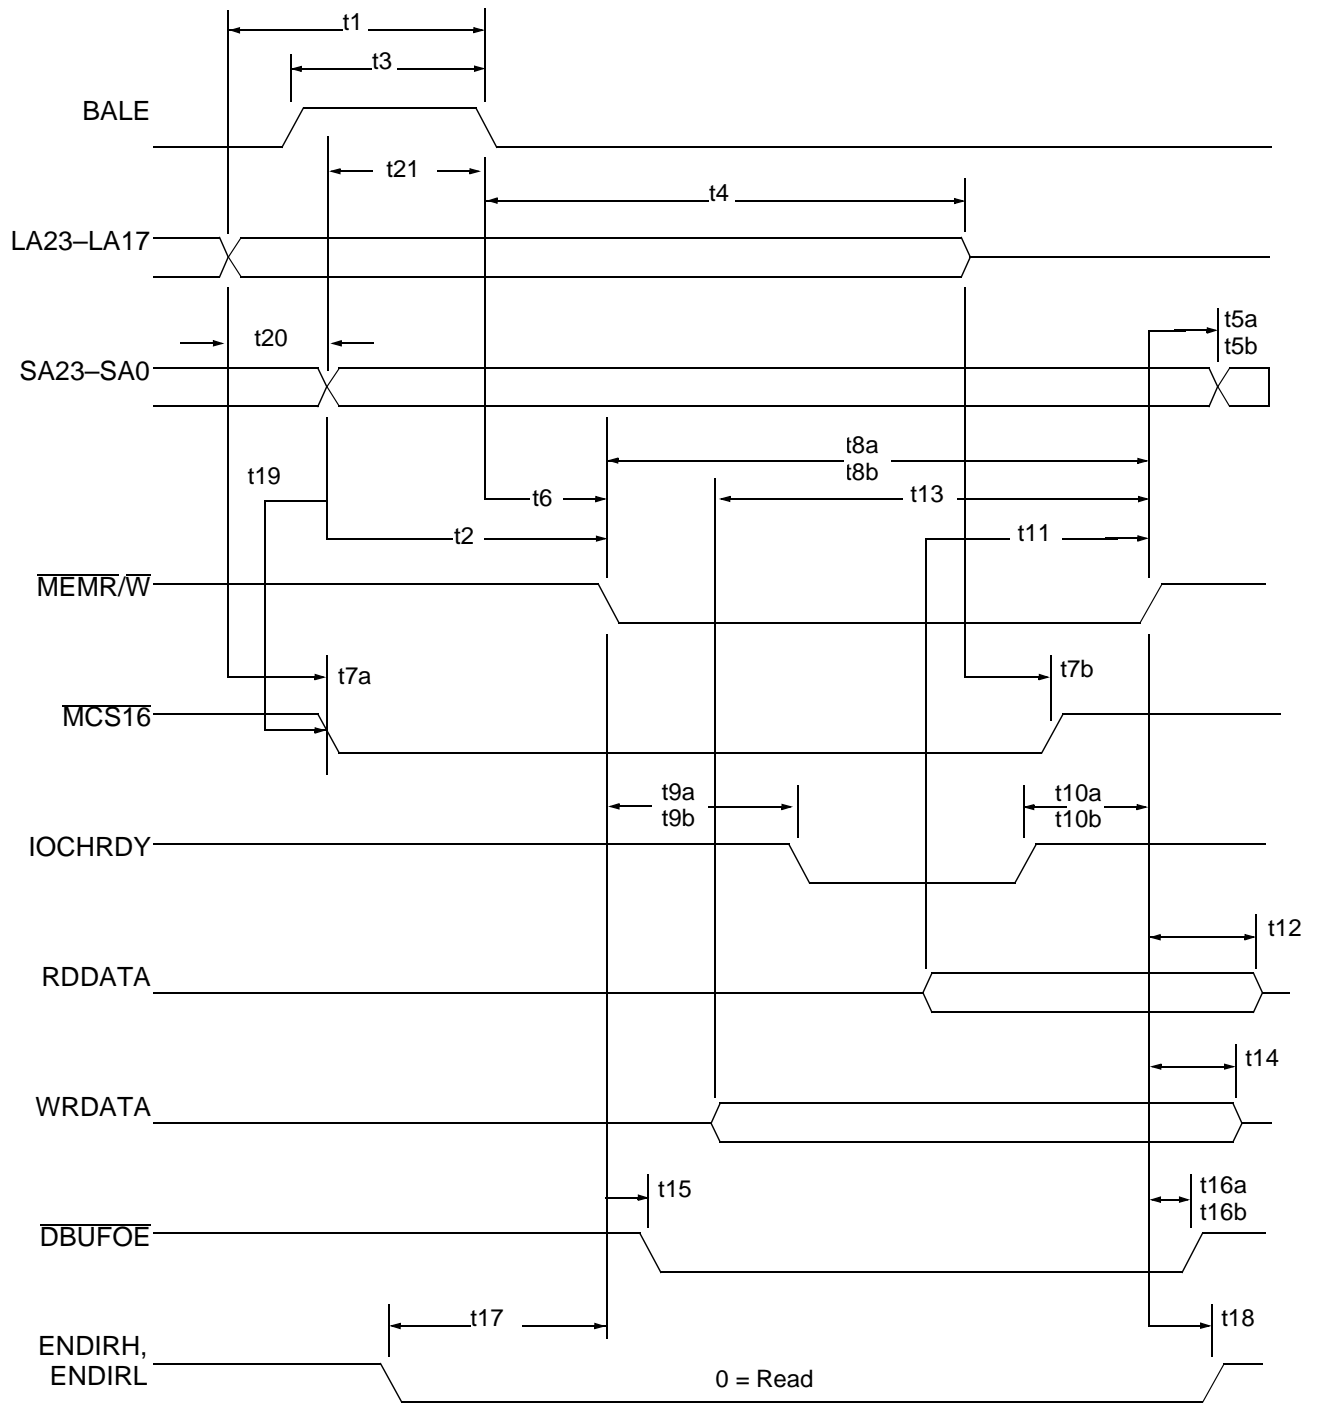 t1
t3
BALE
t21
t4
LA23–LA17
t20
t5a
t5b
SA23–SA0
t8a
t8b
t19
t6
t13
t2
t11
MEMR/W
t7a
t7b
MCS16
t9a
t9b
t10a
t10b
IOCHRDY
t12
RDDATA
t14
WRDATA
t15
t16a
t16b
DBUFOE
t17
t18
ENDIRH,
ENDIRL
0 = Read